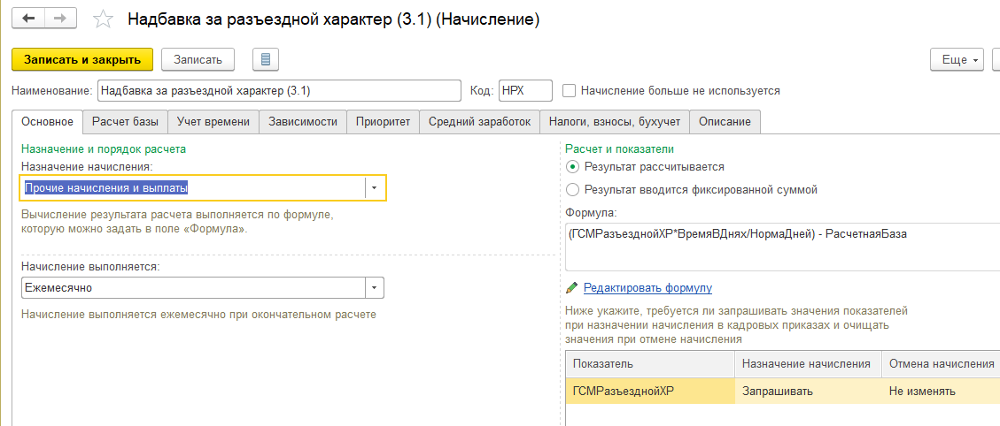 Надбавка за разъездной характер (3.1) (Начисление)
Записать и закрыть
Записать
Еще
Наименование: Надбавка за разъездной характер (3.1) Код: НРХ Начисление больше не используется
Основное Расчет базы Учет времени Зависимости Приоритет Средний заработок Налоги, взносы, бухучет Описание
Назначение и порядок расчета
Назначение начисления:
Прочие начисления и выплаты
Вычисление результата расчета выполняется по формуле,
которую можно задать в поле «Формула».
Начисление выполняется:
Ежемесячно
Начисление выполняется ежемесячно при окончательном расчете
Расчет и показатели
Результат рассчитывается
Результат вводится фиксированной суммой
Формула:
(ГСМРазъезднойХР*ВремяВДнях/НормаДней) - РасчетнаяБаза
Редактировать формулу
Ниже укажите, требуется ли запрашивать значения показателей
при назначении начисления в кадровых приказах и очищать
значения при отмене начисления
Показатель Назначение начисления Отмена начисления
ГСМРазъезднойХР Запрашивать Не изменять